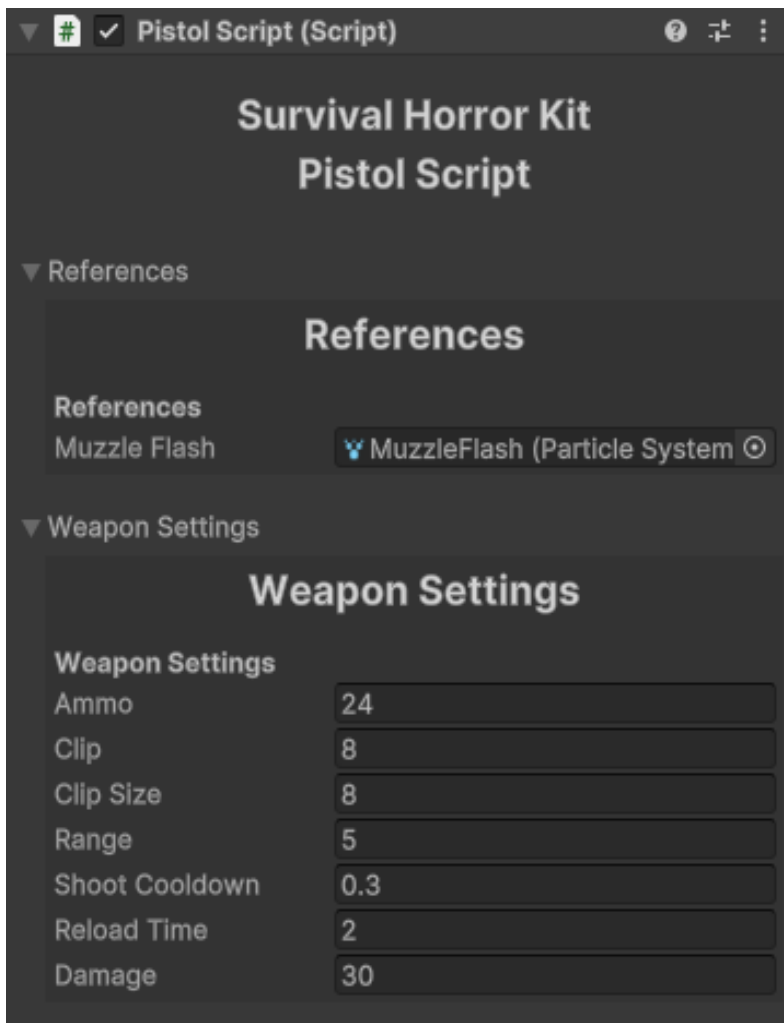 Pistol Script (Script)
Survival Horror Kit
Pistol Script
References
References
References
Muzzle Flash MuzzleFlash (Particle System
Weapon Settings
Weapon Settings
Weapon Settings
Ammo 24
Clip 8
Clip Size 8
Range 5
Shoot Cooldown 0.3
Reload Time 2
Damage 30